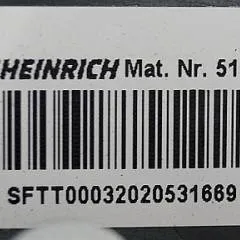 HEINRICH Mat. Nr. 51
SFTT00032020531669